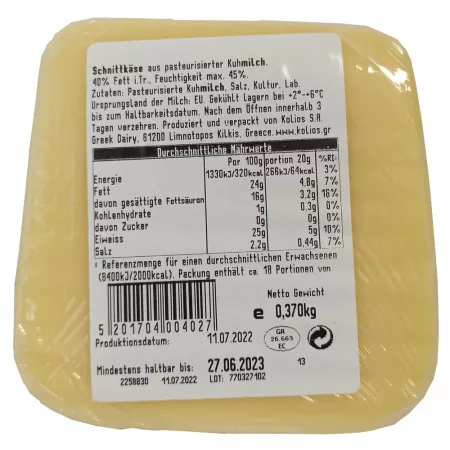 Schnittkäse aus pasteurisierter Kuhmilch.
40% Fett i.Tr., Feuchtigkeit max. 45%.
Zutaten: Pasteurisierte Kuhmilch, Salz, Kultur, Lab.
Ursprungsland der Milch: EU. Gekühlt Lagern bei +2°-+6°C
bis zum Haltbarkeitsdatum. Nach dem Öffnen innerhalb 3
Tagen verzehren. Produziert und verpackt von Kolios S.A.
Greek Dairy, 61200 Limnotopos Kilkis, Greece. www.kolios.gr
Durchschnittliche Nährwerte
Por 100g portion 20g %RI:
Energie 1330kJ/320kcal 266kJ/64kcal 3%
Fett 24g 4,8g 7%
davon gesättigte Fettsäuron 16g 3,2g 16%
Kohlenhydrate 1g 0,3g 0%
davon Zucker 0g 0g 0%
Eiweiss 25g 5g 10%
Salz 2,2g 0,44g 7%
* Referenzmenge für einen durchschnittlichen Erwachsenen
(8400kJ/2000kcal). Packung enthält ca. 18 Portionen von
Netto Gewicht
e 0,370kg
5 201704 004027
Produktionsdatum: 11.07.2022
GR
26.669
EC
Mindestens haltbar bis: 27.06.2023
2258830 11.07.2022 LOT: 770327102 13